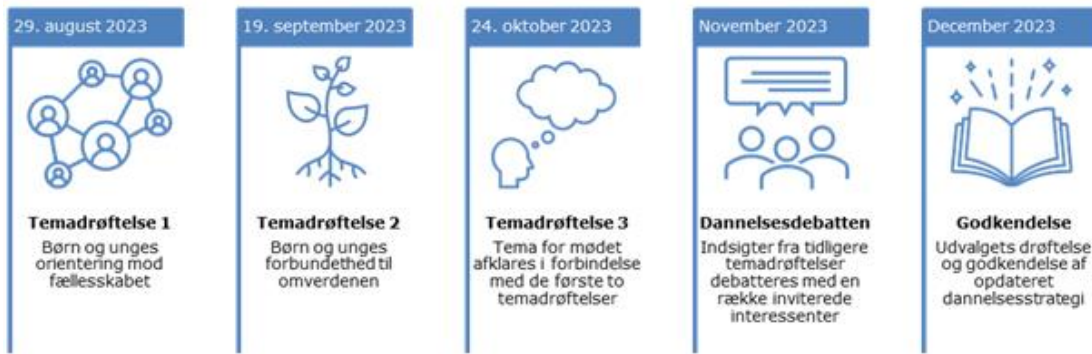 29. august 2023
Temadrøftelse 1
Børn og unges
orientering mod
fællesskabet
19. september 2023
Temadrøftelse 2
Børn og unges
forbundethed til
omverdenen
24. oktober 2023
Temadrøftelse 3
Tema for mødet
afklares i forbindelse
med de første to
temadrøftelser
November 2023
Dannelsesdebatten
Indsigter fra tidligere
temadrøftelser
debatteres med en
række inviterede
interessenter
December 2023
Godkendelse
Udvalgets drøftelse
og godkendelse af
opdateret
dannelsesstrategi